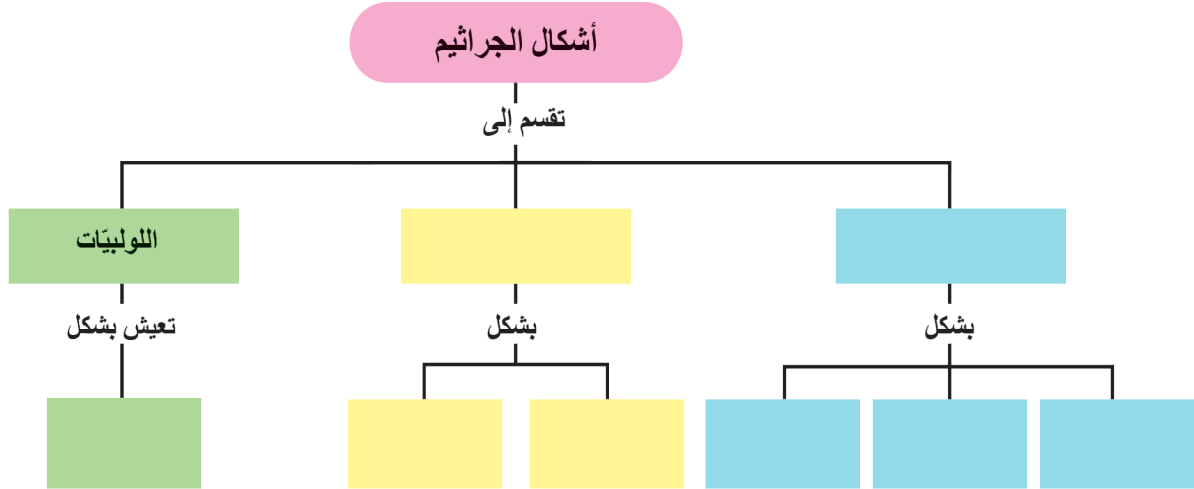 أشكال الجراثيم
تقسم إلى
اللولبيّات
بشكل
بشكل
تعيش بشكل